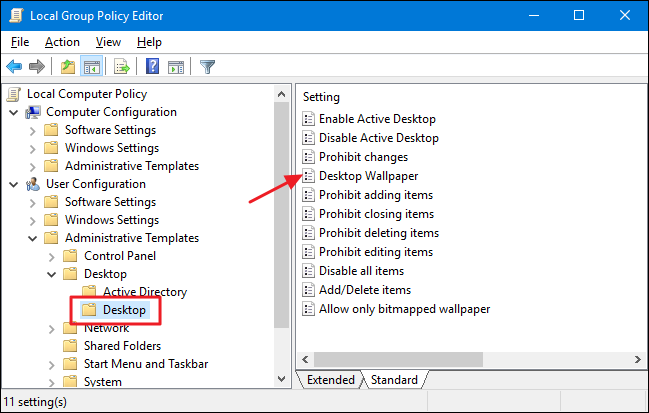 Local Group Policy Editor
File Action View Help
Local Computer Policy
Computer Configuration
Software Settings
Windows Settings
Administrative Templates
User Configuration
Software Settings
Windows Settings
Administrative Templates
Control Panel
Desktop
Active Directory
Desktop
Network
Shared Folders
Start Menu and Taskbar
System
Setting
Enable Active Desktop
Disable Active Desktop
Prohibit changes
Desktop Wallpaper
Prohibit adding items
Prohibit closing items
Prohibit deleting items
Prohibit editing items
Disable all items
Add/Delete items
Allow only bitmapped wallpaper
Extended Standard
11 setting(s)